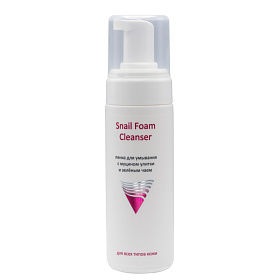 Snail Foam
Cleanser
пенка для умывания
с муцином улитки
и зелёным чаем
для всех типов кожи